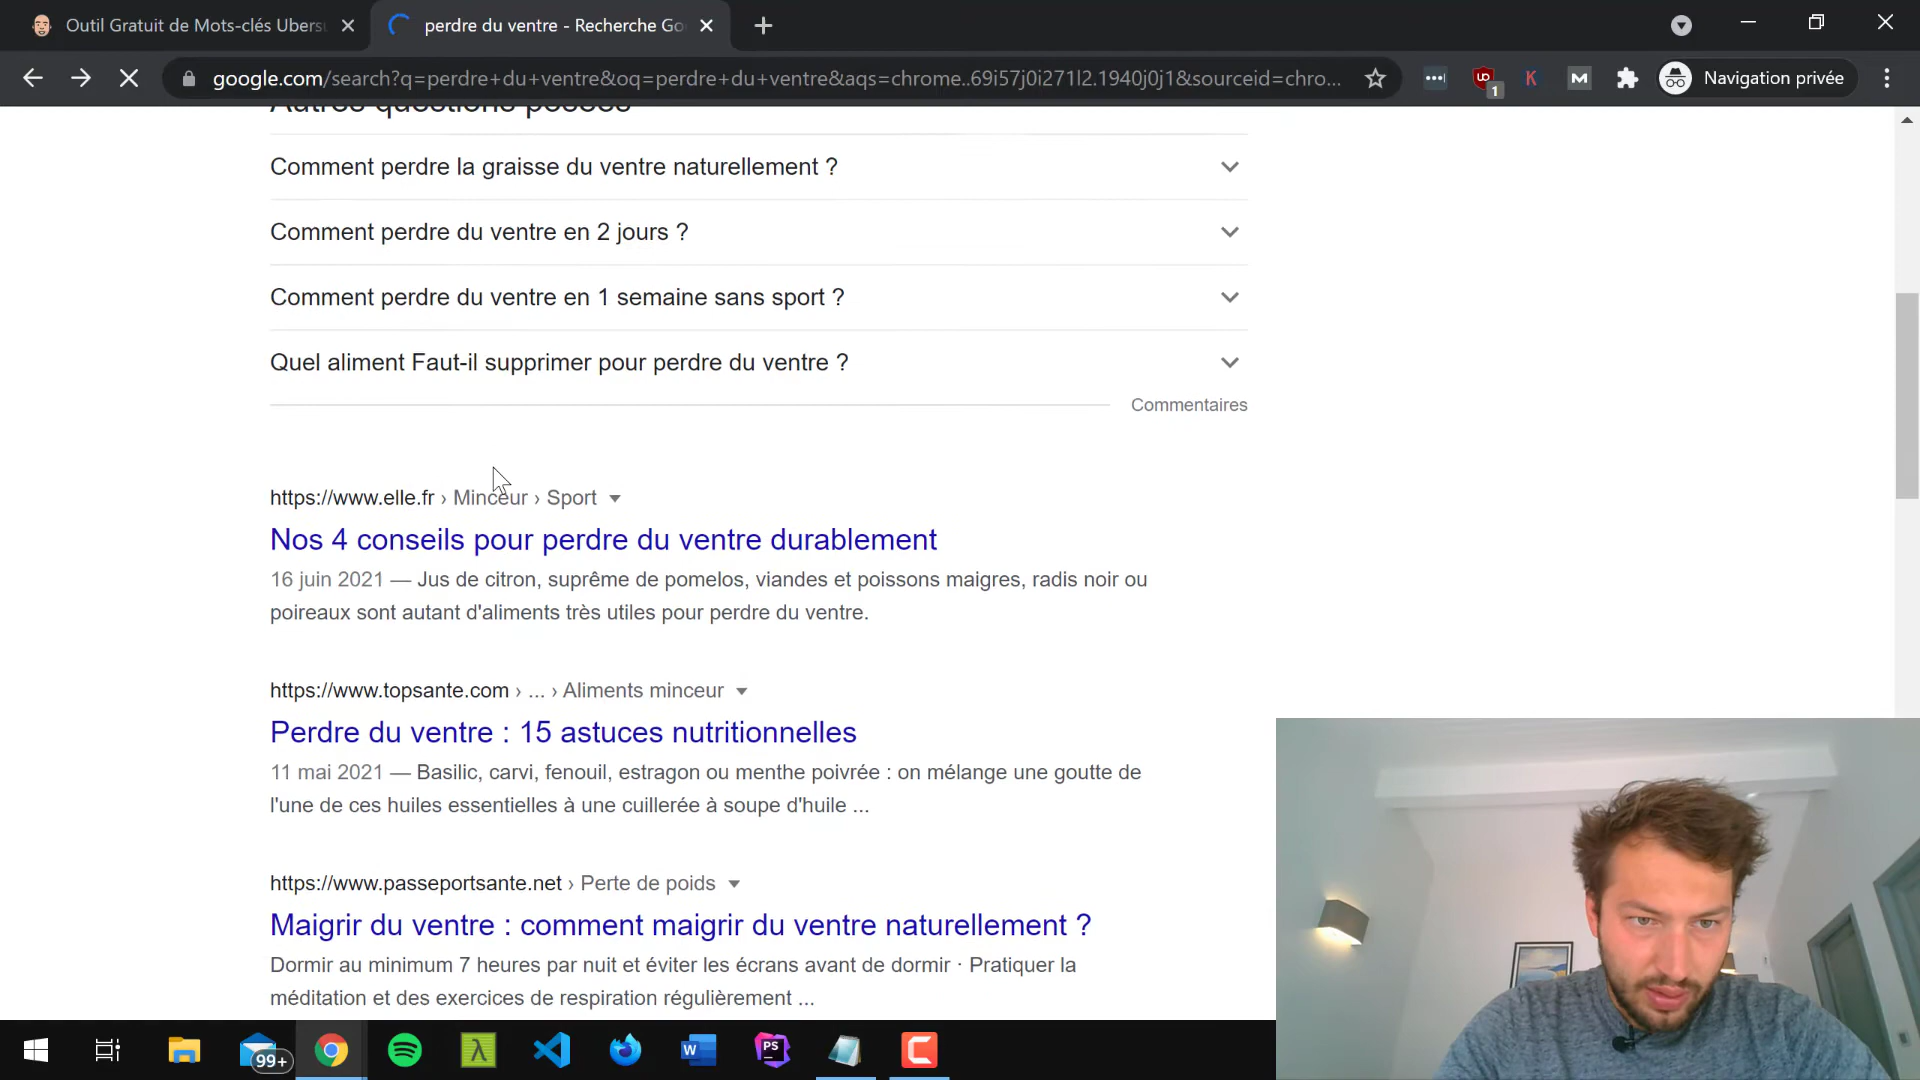 Outil Gratuit de Mots-clés Ubers
perdre du ventre - Recherche Go
google.com/search?q=perdre+du+ventre&oq=perdre+du+ventre&aqs=chrome..69i57j0i271l2.1940j0j1&sourceid=chro...
1
K
M
Navigation privée
Autres questions posées
Comment perdre la graisse du ventre naturellement ?
Comment perdre du ventre en 2 jours ?
Comment perdre du ventre en 1 semaine sans sport ?
Quel aliment Faut-il supprimer pour perdre du ventre ?
Commentaires
https://www.elle.fr › Minceur › Sport
Nos 4 conseils pour perdre du ventre durablement
16 juin 2021 — Jus de citron, suprême de pomelos, viandes et poissons maigres, radis noir ou
poireaux sont autant d'aliments très utiles pour perdre du ventre.
https://www.topsante.com › ... › Aliments minceur
Perdre du ventre : 15 astuces nutritionnelles
11 mai 2021 — Basilic, carvi, fenouil, estragon ou menthe poivrée : on mélange une goutte de
l'une de ces huiles essentielles à une cuillerée à soupe d'huile ...
https://www.passeportsante.net › Perte de poids
Maigrir du ventre : comment maigrir du ventre naturellement ?
Dormir au minimum 7 heures par nuit et éviter les écrans avant de dormir · Pratiquer la
méditation et des exercices de respiration régulièrement ...
99+
λ
W
PS
C